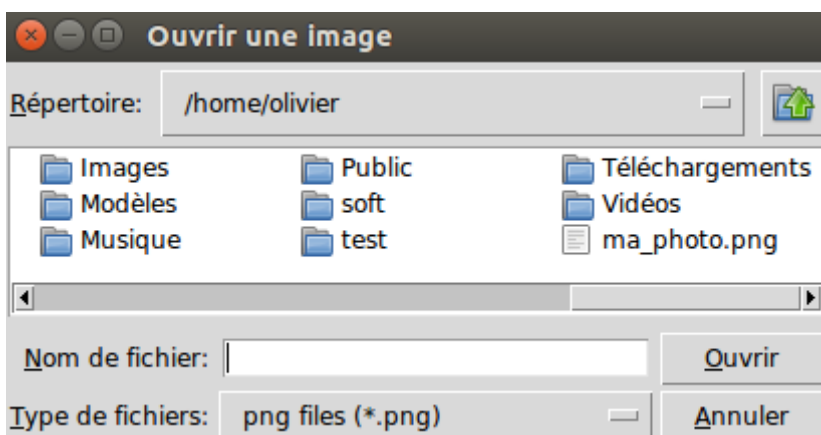 Ouvrir une image
Répertoire: /home/olivier
Images Public Téléchargements
Modèles soft Vidéos
Musique test ma_photo.png
Nom de fichier: Ouvrir
Type de fichiers: png files (*.png) Annuler